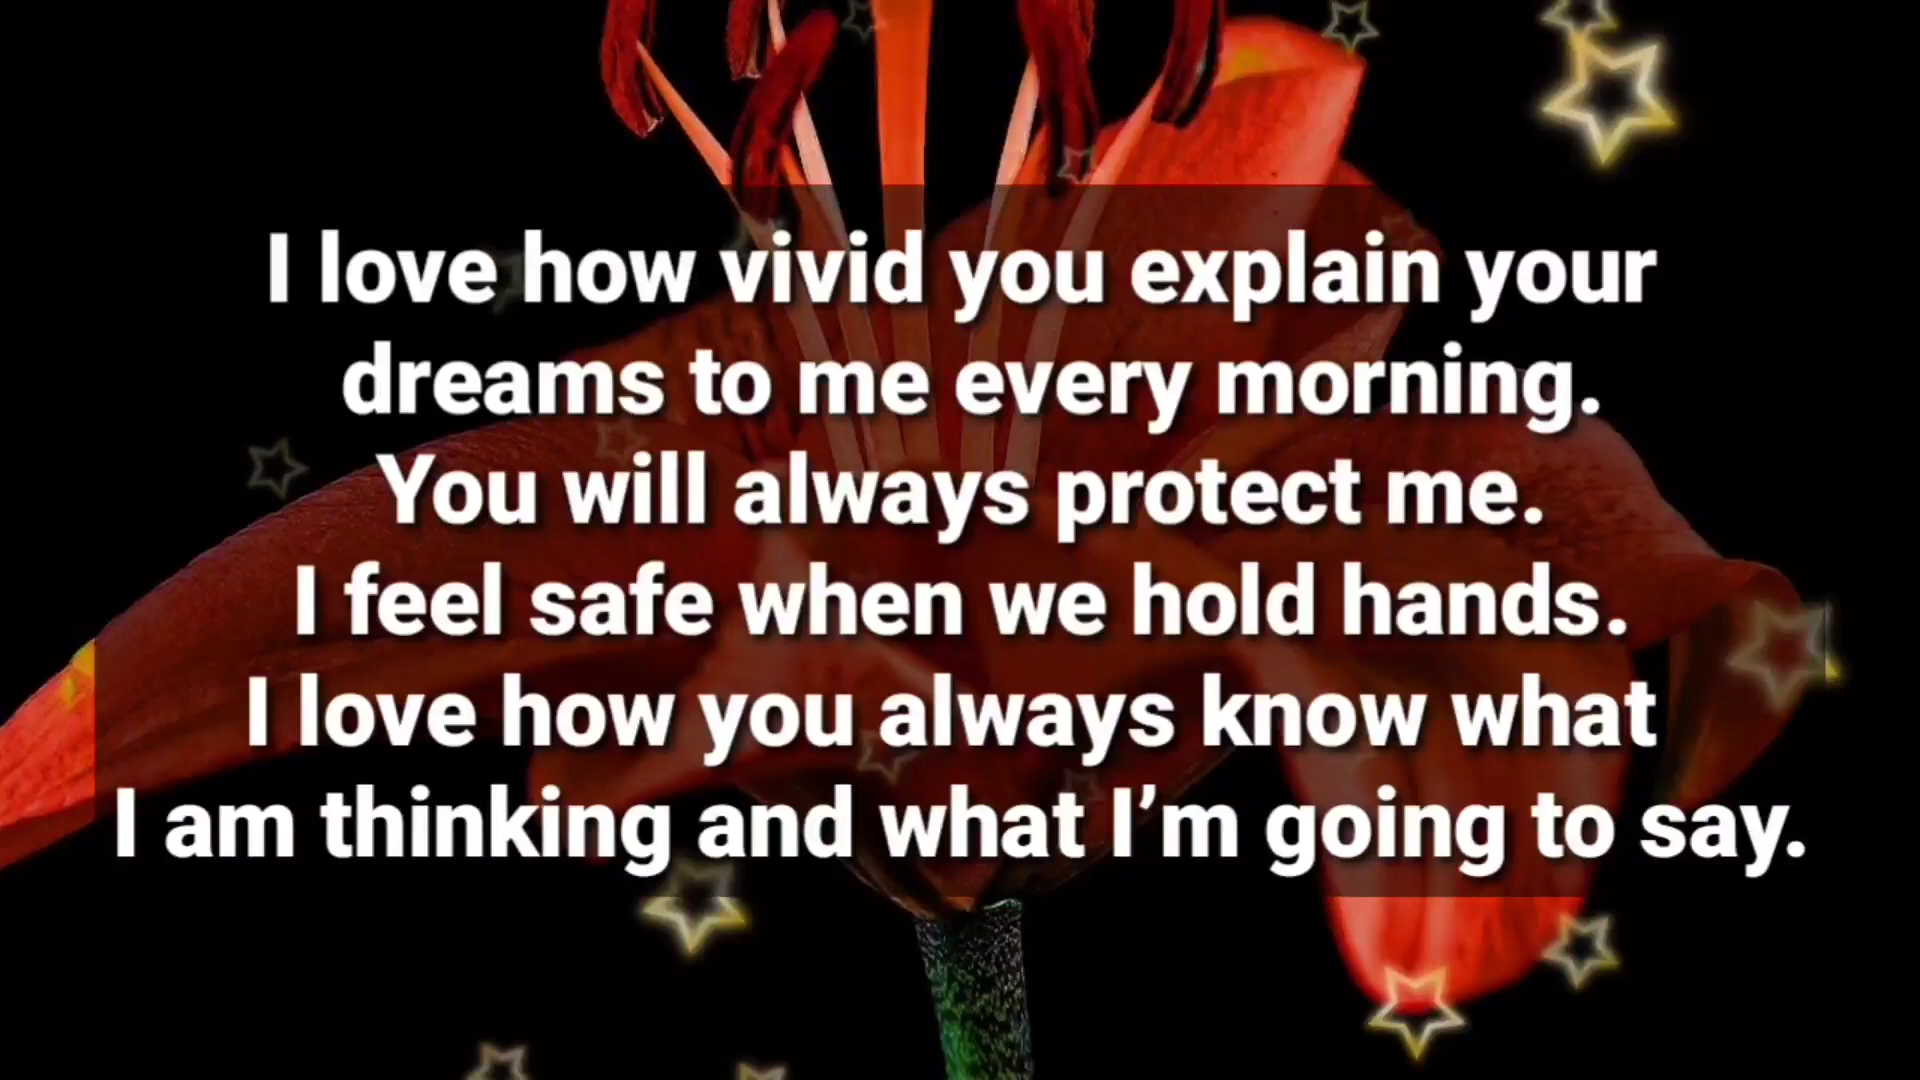 I love how vivid you explain your
dreams to me every morning.
You will always protect me.
I feel safe when we hold hands.
I love how you always know what
I am thinking and what I’m going to say.